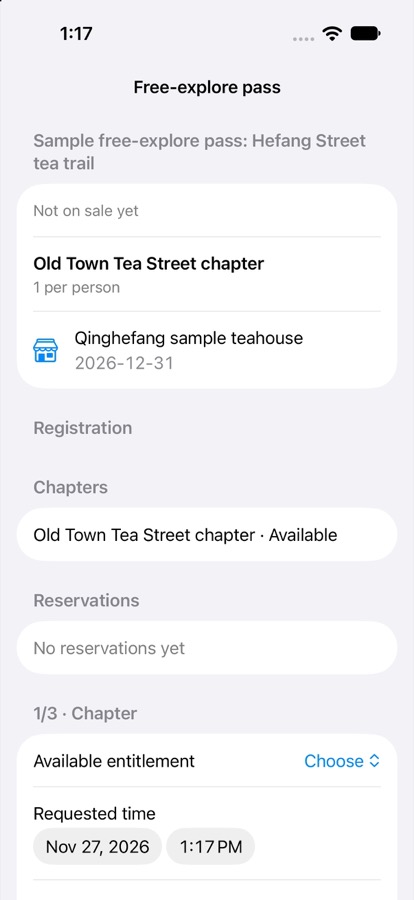 1:17
Free-explore pass
Sample free-explore pass: Hefang Street
tea trail
Not on sale yet
Old Town Tea Street chapter
1 per person
Qinghefang sample teahouse
2026-12-31
Registration
Chapters
Old Town Tea Street chapter · Available
Reservations
No reservations yet
1/3 · Chapter
Available entitlement Choose
Requested time
Nov 27, 2026 1:17 PM